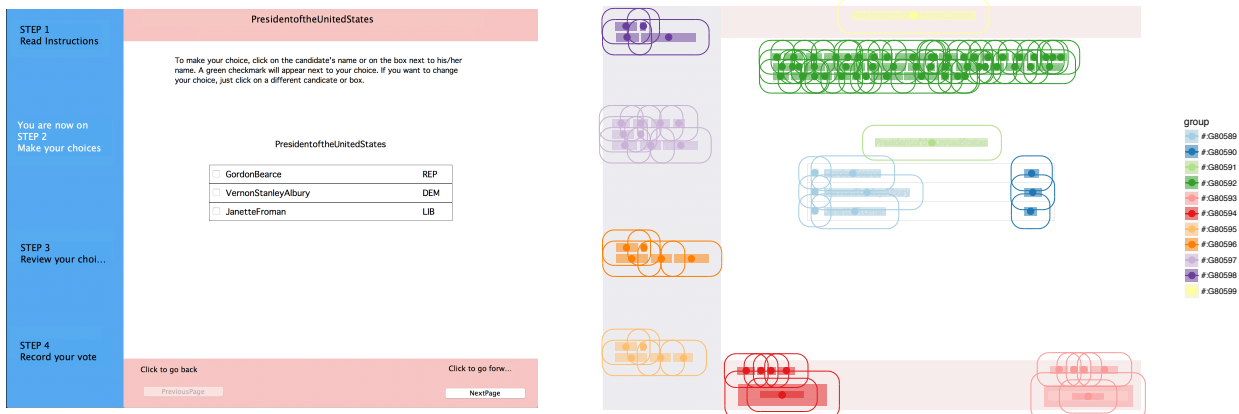 PresidentoftheUnitedStates
STEP 1
Read Instructions
To make your choice, click on the candidate's name or on the box next to his/her
name. A green checkmark will appear next to your choice. If you want to change
your choice, just click on a different candicate or box.
You are now on
STEP 2
Make your choices
PresidentoftheUnitedStates
GordonBearce REP
VernonStanleyAlbury DEM
JanetteFroman LIB
STEP 3
Review your choi...
STEP 4
Record your vote
Click to go back
Click to go forw...
PreviousPage
NextPage
group
#:G80589
#:G80590
#:G80591
#:G80592
#:G80593
#:G80594
#:G80595
#:G80596
#:G80597
#:G80598
#:G80599